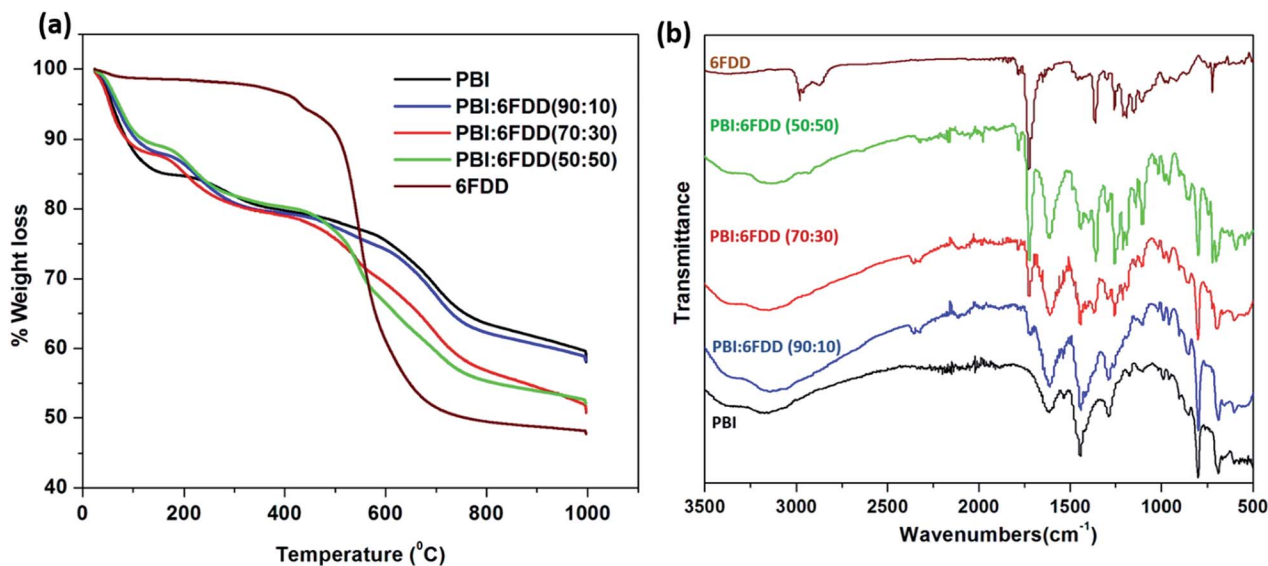 (a)
100
90
80
70
60
50
40
% Weight loss
0
200
400
600
800
1000
Temperature (⁰C)
PBI
PBI:6FDD(90:10)
PBI:6FDD(70:30)
PBI:6FDD(50:50)
6FDD
(b)
6FDD
PBI:6FDD (50:50)
PBI:6FDD (70:30)
PBI:6FDD (90:10)
PBI
Transmittance
3500
3000
2500
2000
1500
1000
500
Wavenumbers(cm⁻¹)